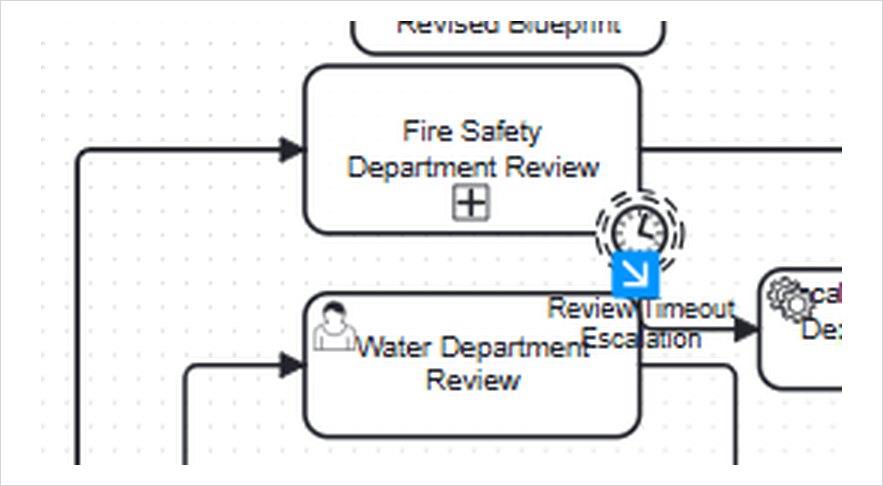 Revised Blueprint
Fire Safety
Department Review
Review Timeout
Escalation
Water Department
Review